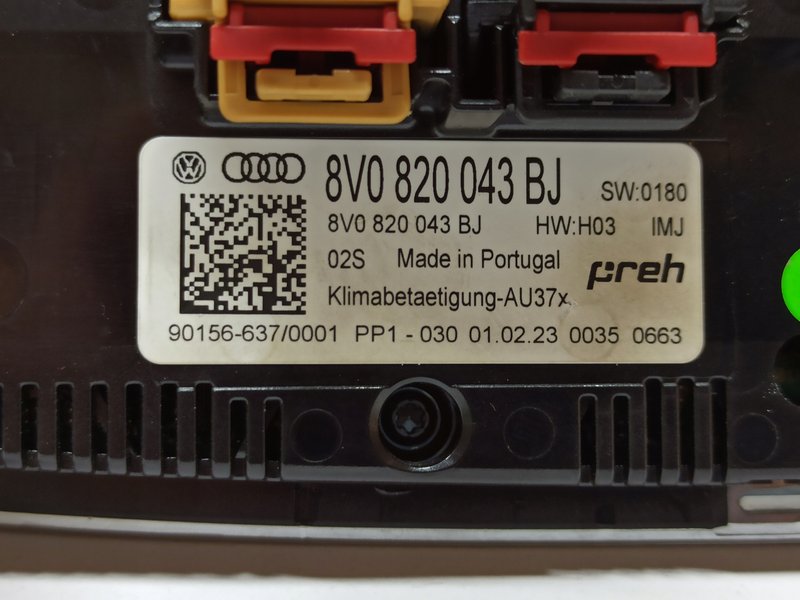 8V0 820 043 BJ SW:0180
8V0 820 043 BJ HW:H03 IMJ
02S Made in Portugal preh
Klimabetaetigung-AU37x
90156-637/0001 PP1 - 030 01.02.23 0035 0663